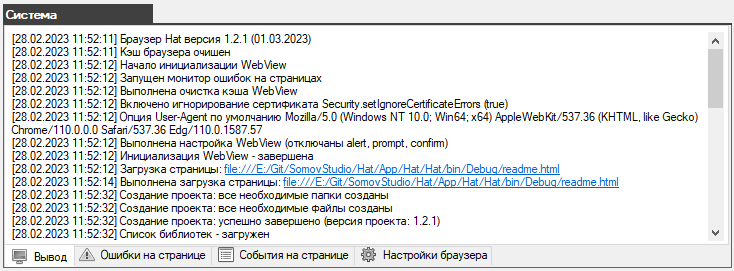 Система
[28.02.2023 11:52:11] Браузер Hat версия 1.2.1 (01.03.2023)
[28.02.2023 11:52:11] Кэш браузера очишен
[28.02.2023 11:52:12] Начало инициализации WebView
[28.02.2023 11:52:12] Запущен монитор ошибок на страницах
[28.02.2023 11:52:12] Выполнена очистка кэша WebView
[28.02.2023 11:52:12] Включено игнорирование сертификата Security.setIgnoreCertificateErrors (true)
[28.02.2023 11:52:12] Опция User-Agent по умолчанию Mozilla/5.0 (Windows NT 10.0; Win64; x64) AppleWebKit/537.36 (KHTML, like Gecko)
Chrome/110.0.0.0 Safari/537.36 Edg/110.0.1587.57
[28.02.2023 11:52:12] Выполнена настройка WebView (отключаны alert, prompt, confirm)
[28.02.2023 11:52:12] Инициализация WebView - завершена
[28.02.2023 11:52:12] Загрузка страницы: file:///E:/Git/SomovStudio/Hat/App/Hat/Hat/bin/Debug/readme.html
[28.02.2023 11:52:14] Выполнена загрузка страницы: file:///E:/Git/SomovStudio/Hat/App/Hat/Hat/bin/Debug/readme.html
[28.02.2023 11:52:32] Создание проекта: все необходимые папки созданы
[28.02.2023 11:52:32] Создание проекта: все необходимые файлы созданы
[28.02.2023 11:52:32] Создание проекта: успешно завершено (версия проекта: 1.2.1)
[28.02.2023 11:52:32] Список библиотек - загружен
Вывод Ошибки на странице События на странице Настройки браузера